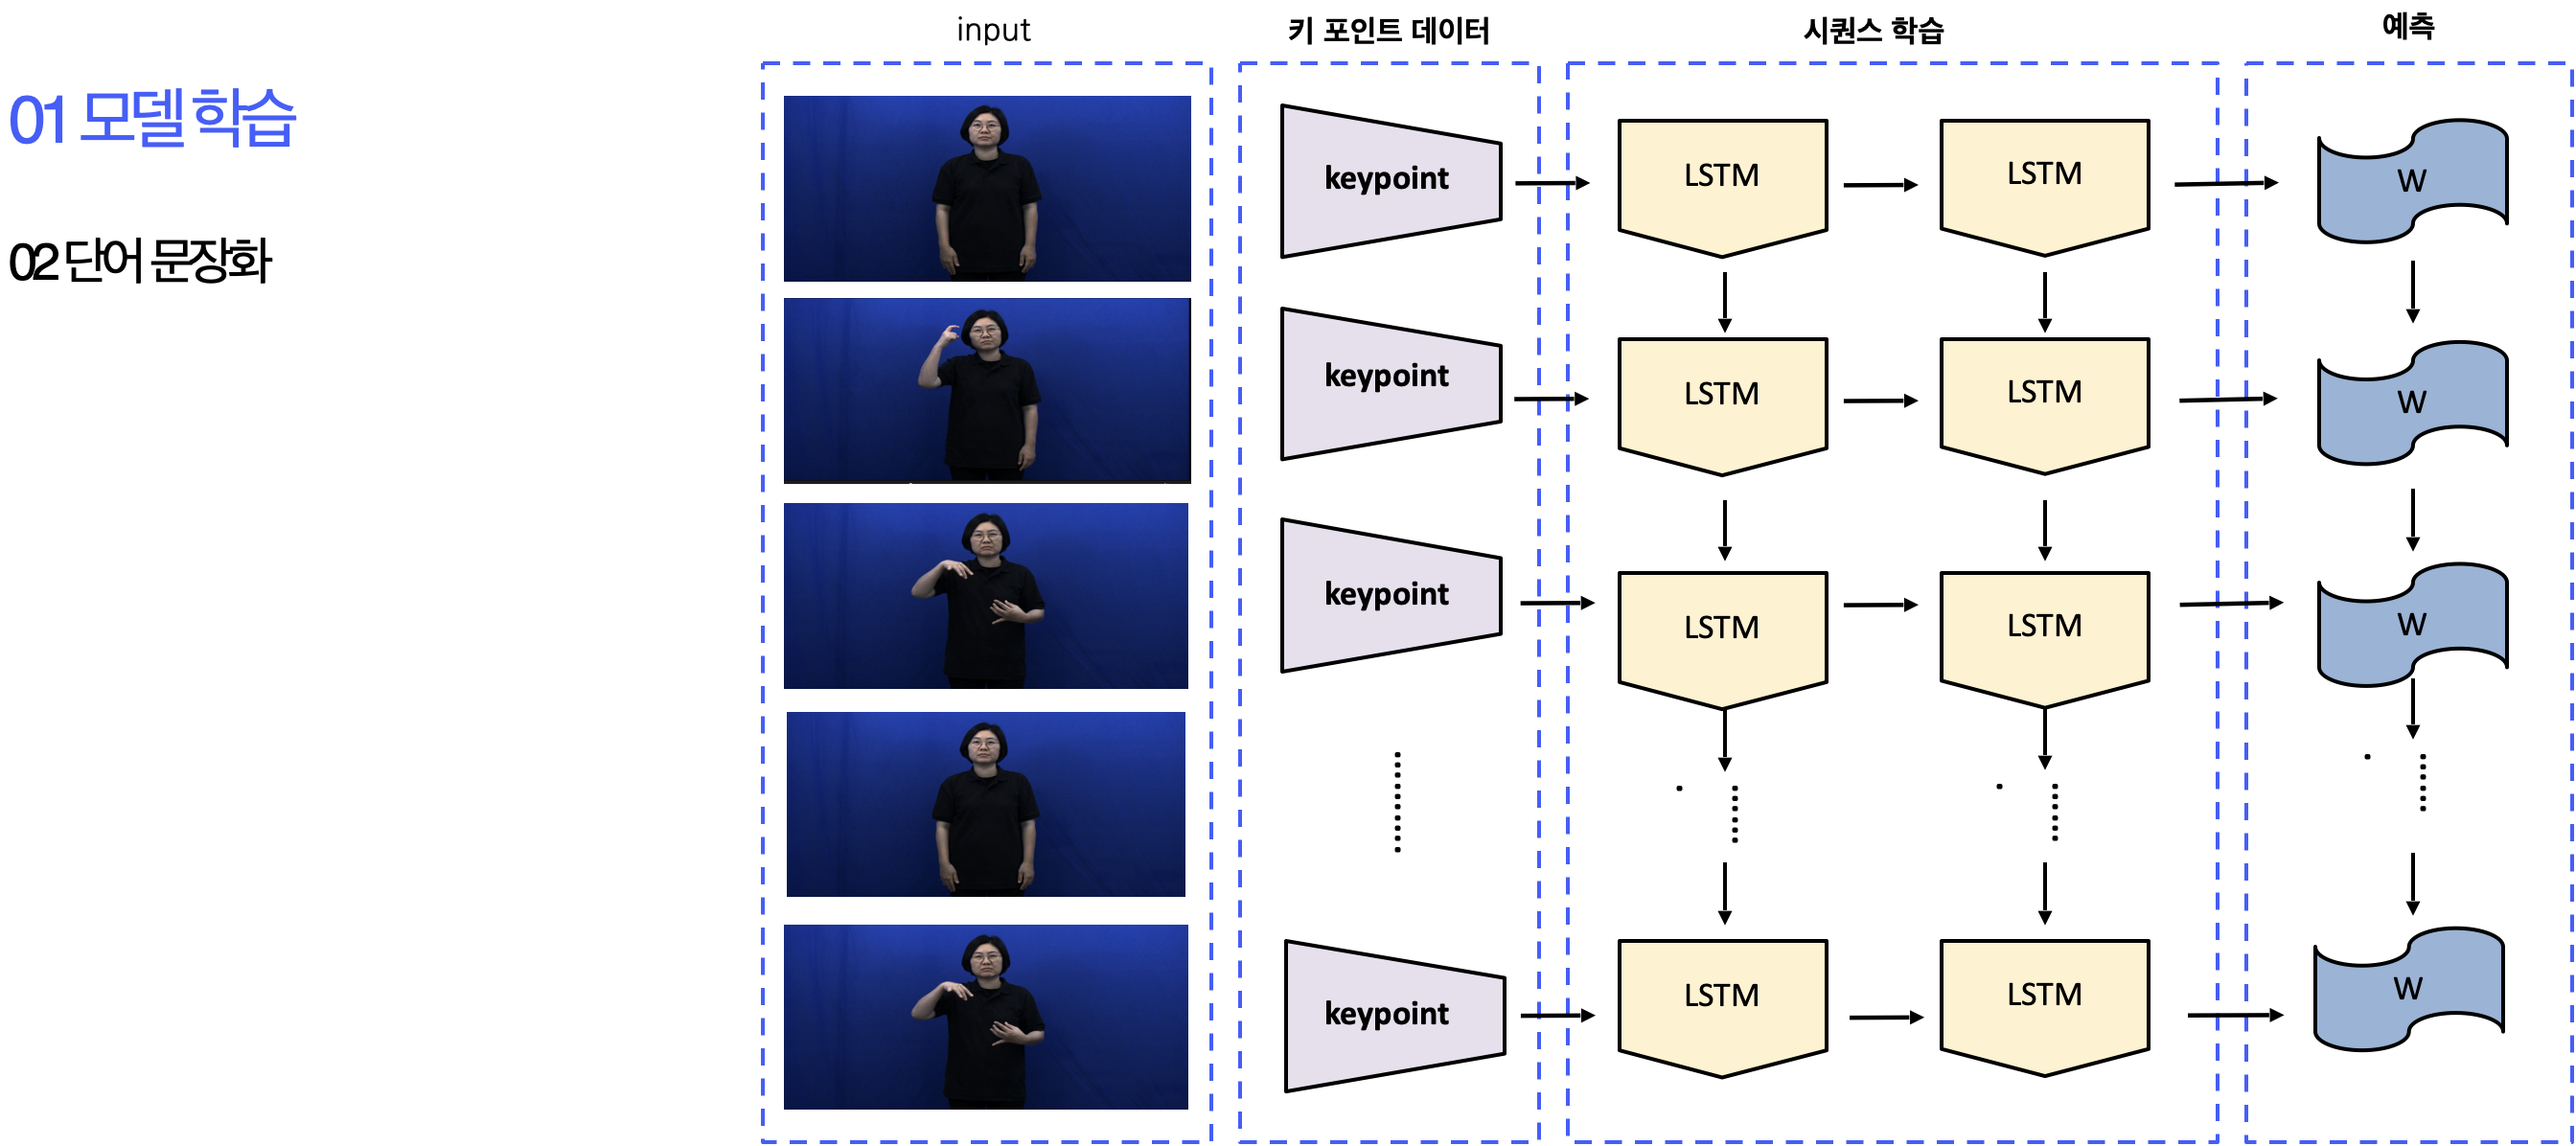 01 모델 학습
02 단어 문장화
input
키 포인트 데이터
시퀀스 학습
예측
keypoint
LSTM
LSTM
W
keypoint
LSTM
LSTM
W
keypoint
LSTM
LSTM
W
keypoint
LSTM
LSTM
W